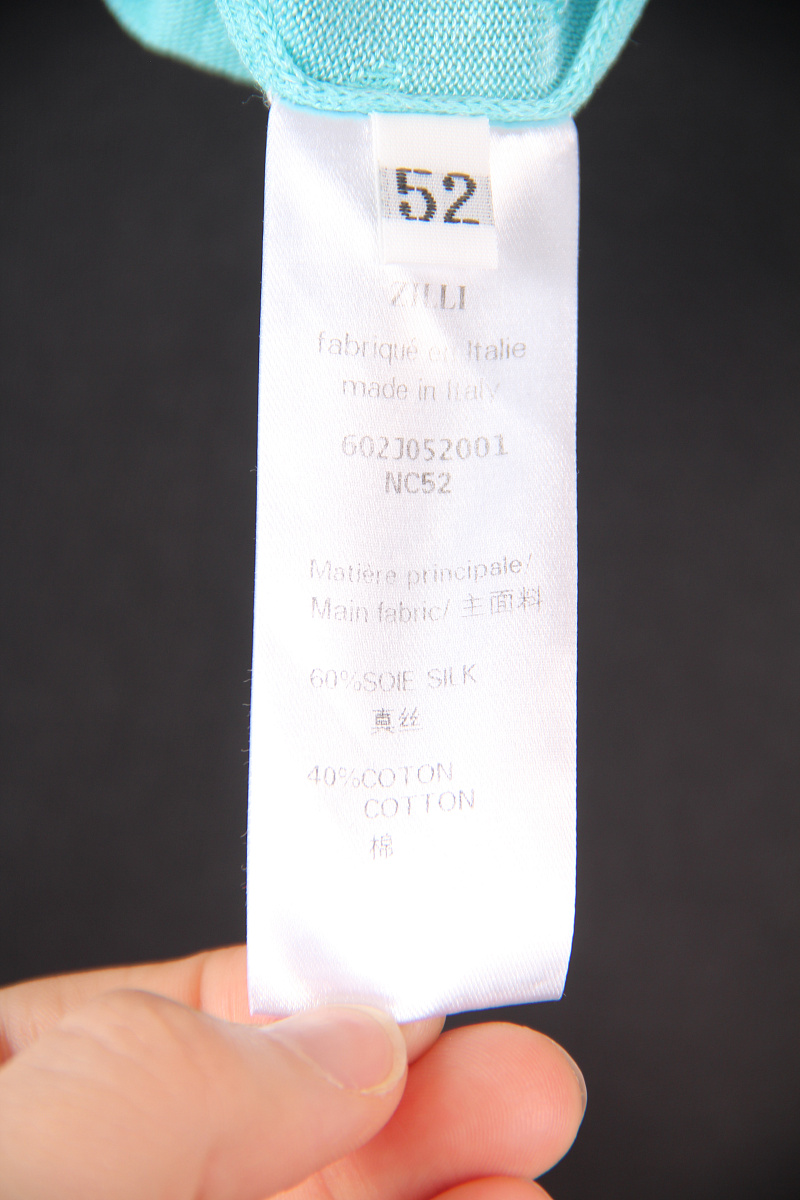 52
ZILLI
fabriqué en Italie
made in Italy
602J052001
NC52
Matière principale/
Main fabric/ 主面料
60%SOIE SILK
真丝
40%COTON
COTTON
棉